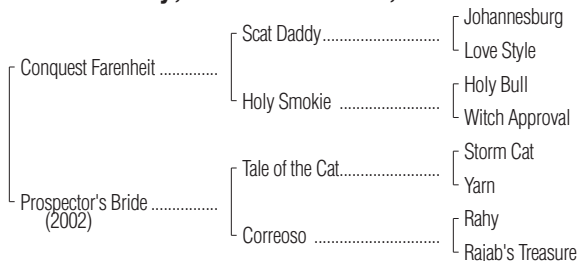 Johannesburg
Scat Daddy
Love Style
Conquest Farenheit
Holy Bull
Holy Smokie
Witch Approval
Storm Cat
Tale of the Cat
Yarn
Prospector's Bride
(2002)
Rahy
Correoso
Rajab's Treasure